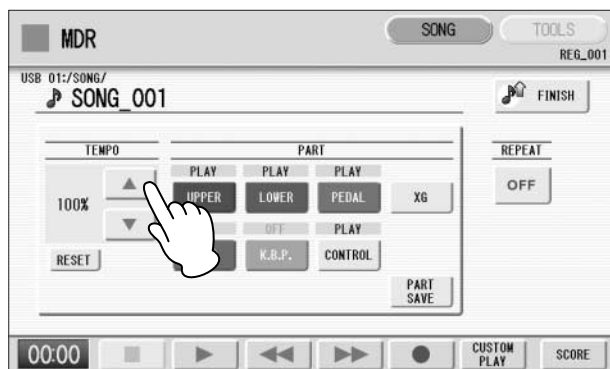 MDR
SONG
TOOLS
REG_001
USB 01:/SONG/
SONG_001
FINISH
TEMPO
PART
REPEAT
PLAY PLAY PLAY
100%
UPPER LOWER PEDAL XG
OFF
OFF PLAY
RESET
K.B.P. CONTROL
PART
SAVE
00:00
CUSTOM
PLAY
SCORE